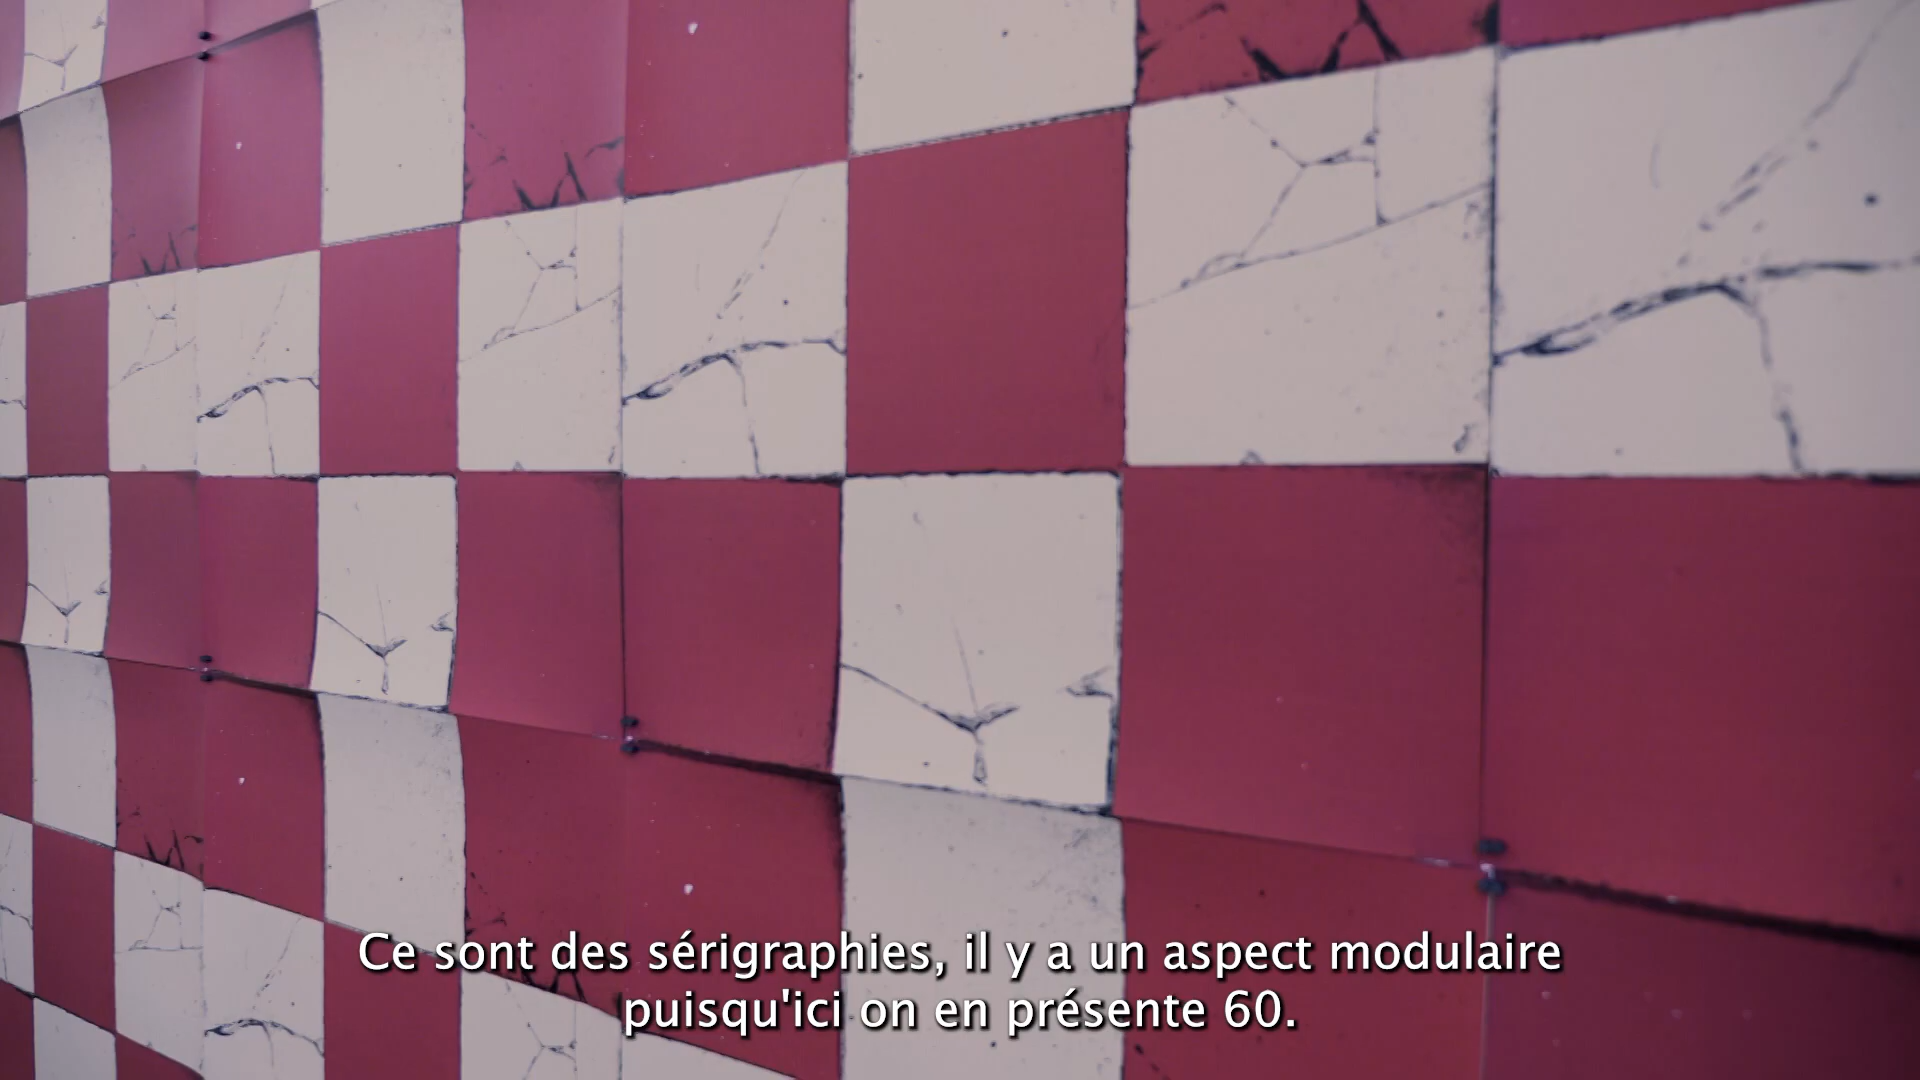 Ce sont des sérigraphies, il y a un aspect modulaire
puisqu'ici on en présente 60.